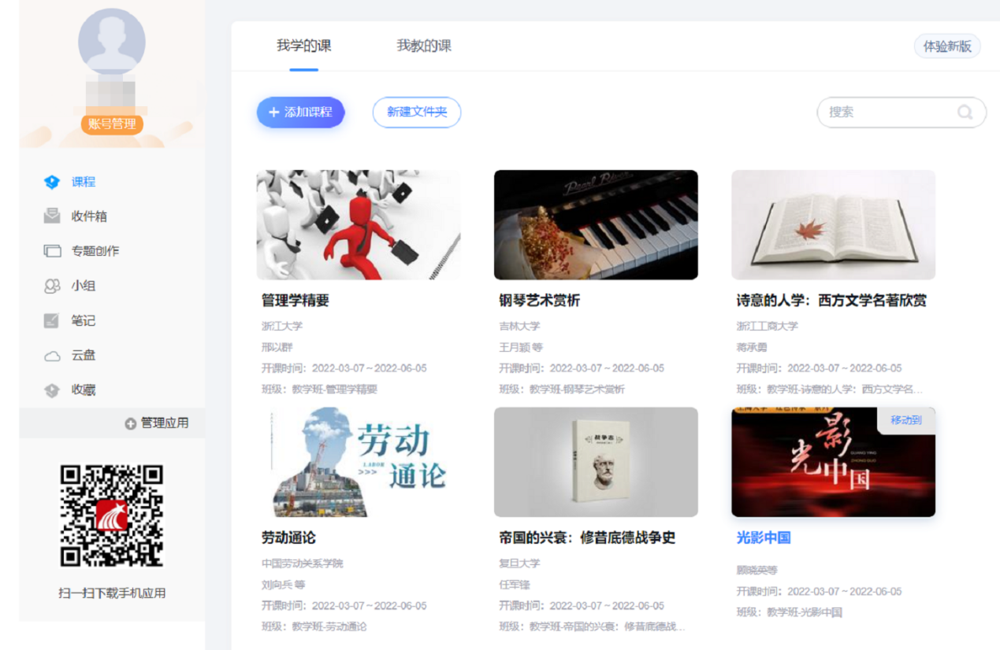 我学的课
我教的课
体验新版
账号管理
+ 添加课程
新建文件夹
搜索
课程
收件箱
专题创作
小组
笔记
云盘
收藏
管理应用
扫一扫下载手机应用
Pearl River
管理学精要
浙江大学
邢以群
开课时间：2022-03-07～2022-06-05
班级：教学班-管理学精要
钢琴艺术赏析
吉林大学
王月颖 等
开课时间：2022-03-07～2022-06-05
班级：教学班-钢琴艺术赏析
诗意的人学：西方文学名著欣赏
浙江工商大学
蒋承勇
开课时间：2022-03-07～2022-06-05
班级：教学班-诗意的人学：西方文学名...
劳动
LABOR
>>> 通论
劳动通论
中国劳动关系学院
刘向兵 等
开课时间：2022-03-07～2022-06-05
班级：教学班-劳动通论
战争志
帝国的兴衰：修昔底德战争史
复旦大学
任军锋
开课时间：2022-03-07～2022-06-05
班级：教学班-帝国的兴衰：修昔底德战...
移动到
光影中国
GUANG YING
ZHONG GUO
光影中国
顾晓英等
开课时间：2022-03-07～2022-06-05
班级：教学班-光影中国